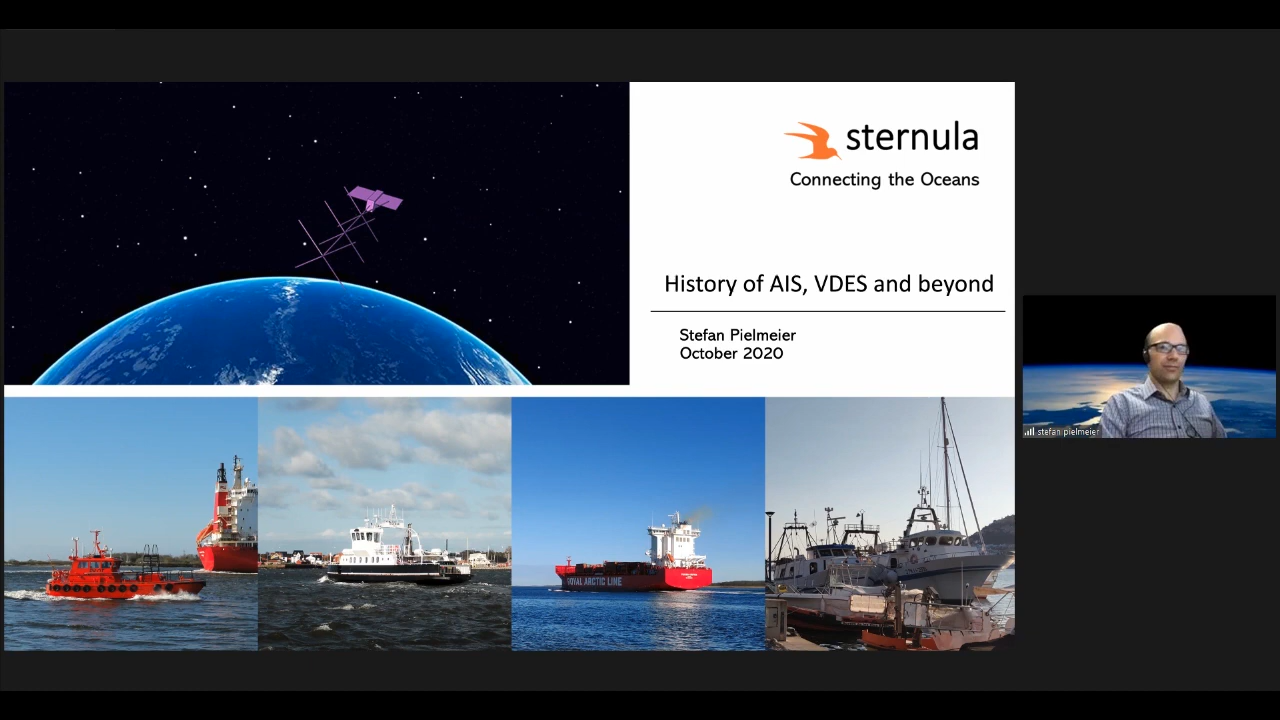 sternula
Connecting the Oceans
History of AIS, VDES and beyond
Stefan Pielmeier
October 2020
stefan pielmeier
ROYAL ARCTIC LINE